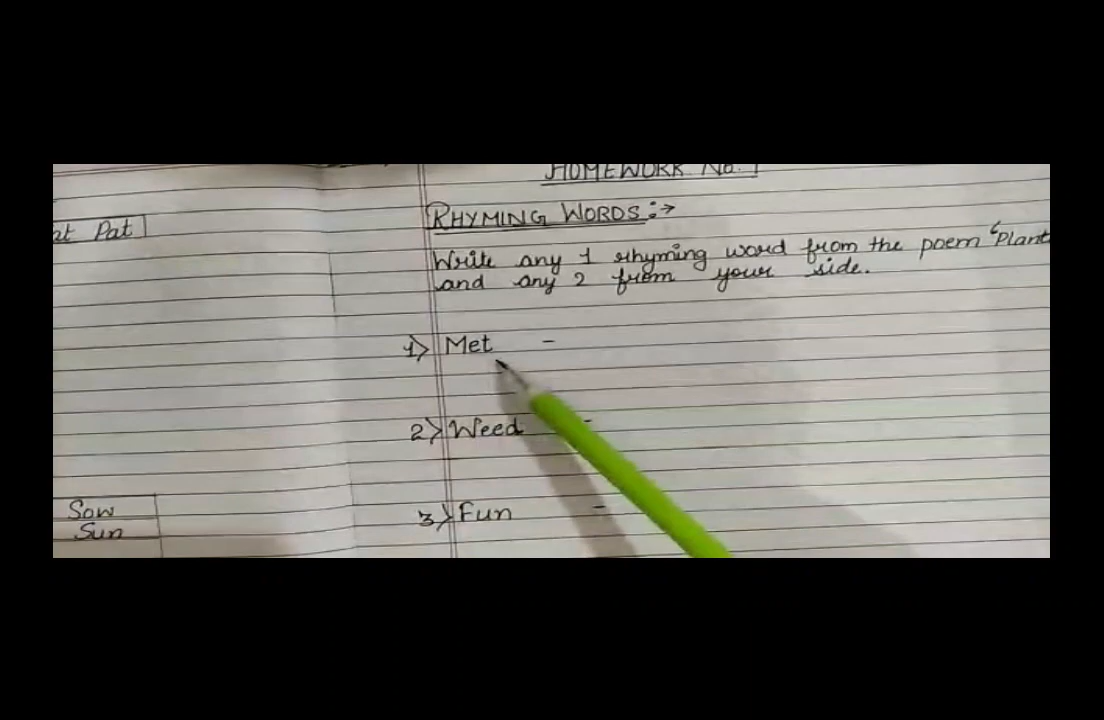 HOMEWORK No. 1
RHYMING WORDS :→
Write any 1 rhyming word from the poem 'Plant
and any 2 from your side.
Pat
1) Met -
2) Weed -
3) Fun -
Sow
Sun